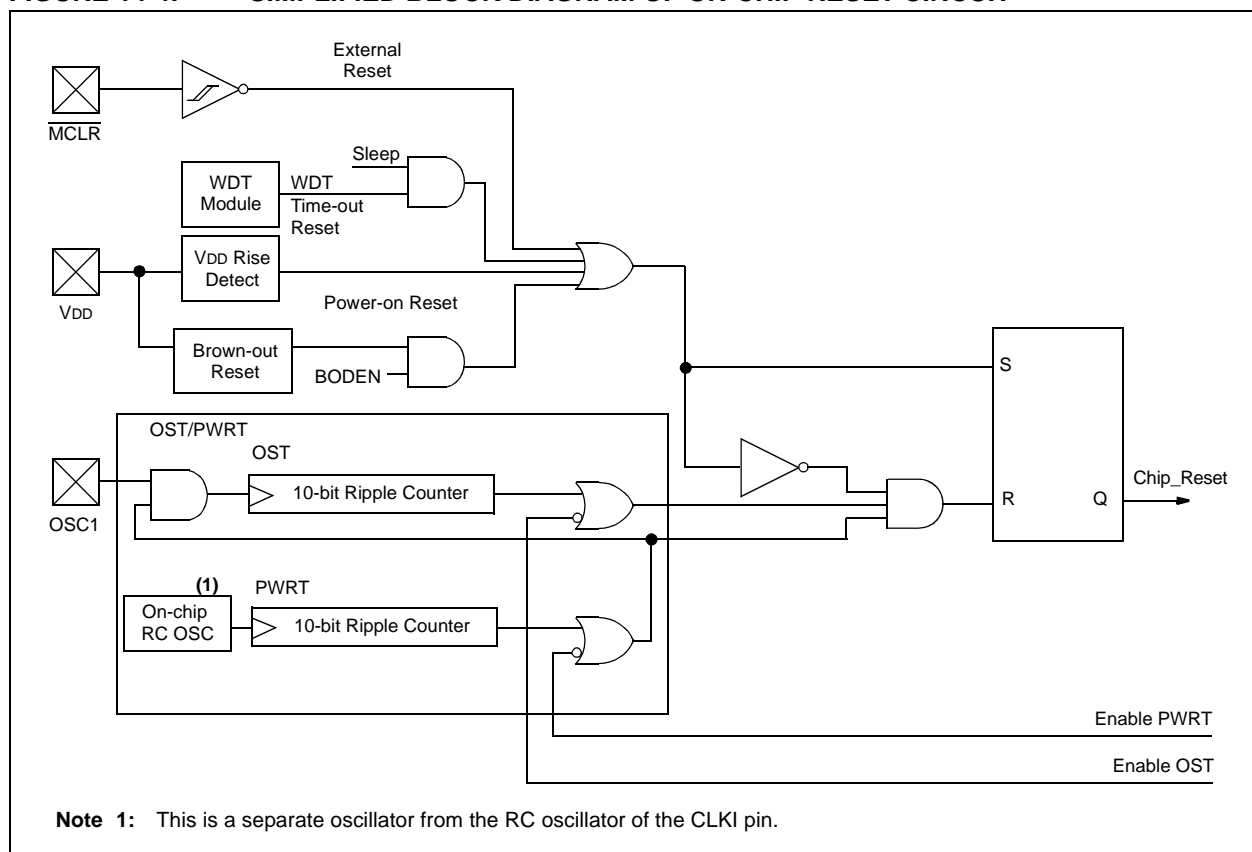 External
Reset
MCLR
Sleep
WDT
Module
WDT
Time-out
Reset
VDD Rise
Detect
VDD
Power-on Reset
Brown-out
Reset
BODEN
S
OST/PWRT
OST
10-bit Ripple Counter
OSC1
R
Q
Chip_Reset
(1)
PWRT
On-chip
RC OSC
10-bit Ripple Counter
Enable PWRT
Enable OST
Note 1: This is a separate oscillator from the RC oscillator of the CLKI pin.